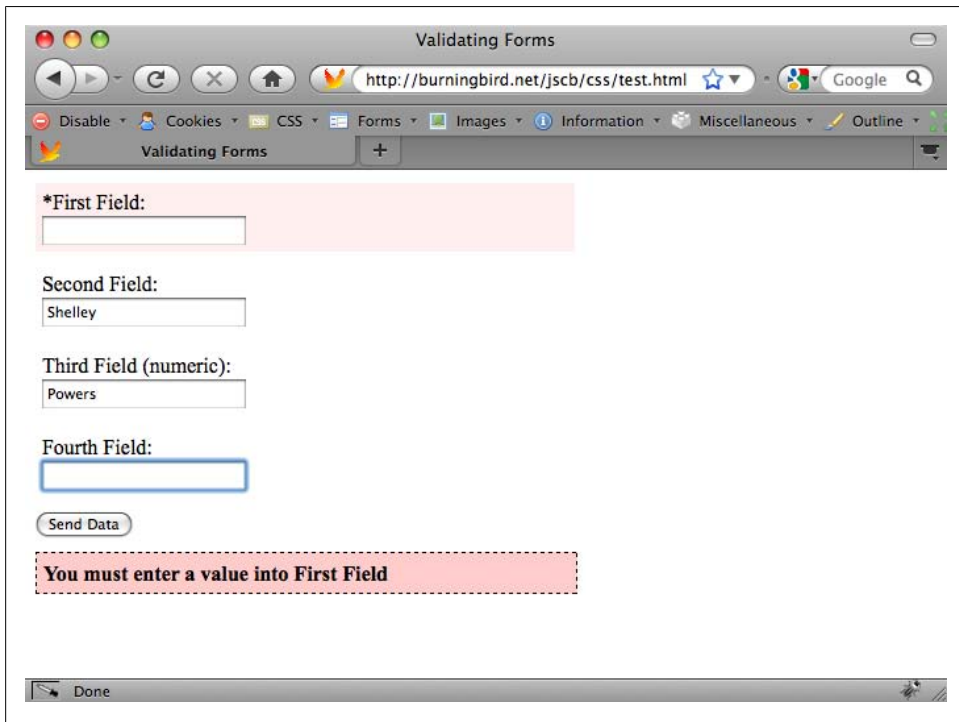 Validating Forms
http://burningbird.net/jscb/css/test.html
Google
Disable Cookies CSS Forms Images Information Miscellaneous Outline
Validating Forms
+
*First Field:
Second Field:
Shelley
Third Field (numeric):
Powers
Fourth Field:
Send Data
You must enter a value into First Field
Done